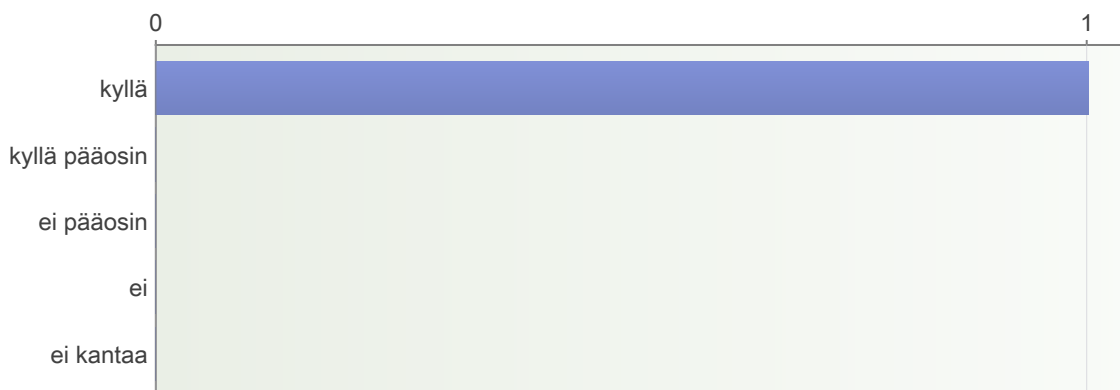 0 1
kyllä
kyllä pääosin
ei pääosin
ei
ei kantaa